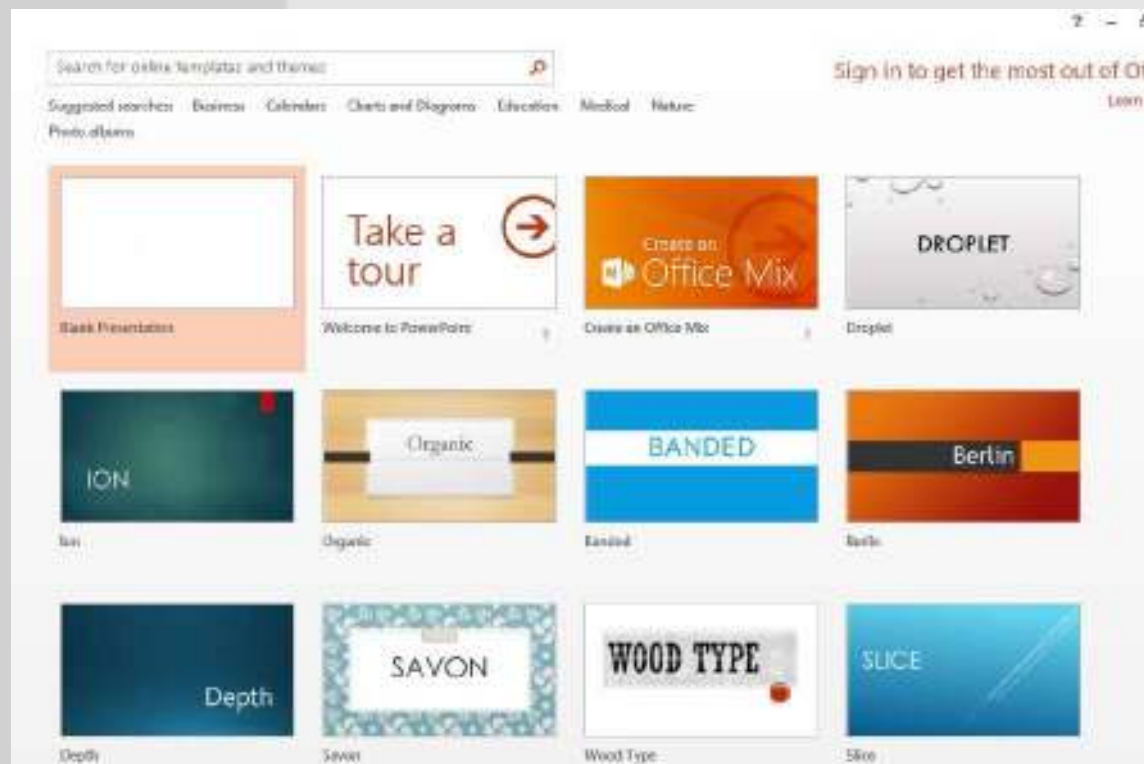 ? –
Search for online templates and themes
Sign in to get the most out of Of
Learn
Suggested searches: Business Calendars Charts and Diagrams Education Medical Nature
Photo albums
Take a
tour
Create an
Office Mix
DROPLET
Blank Presentation
Welcome to PowerPoint
Create an Office Mix
Droplet
ION
Organic
BANDED
Berlin
Ion
Organic
Banded
Berlin
Depth
SAVON
WOOD TYPE
SLICE
Depth
Savon
Wood Type
Slice